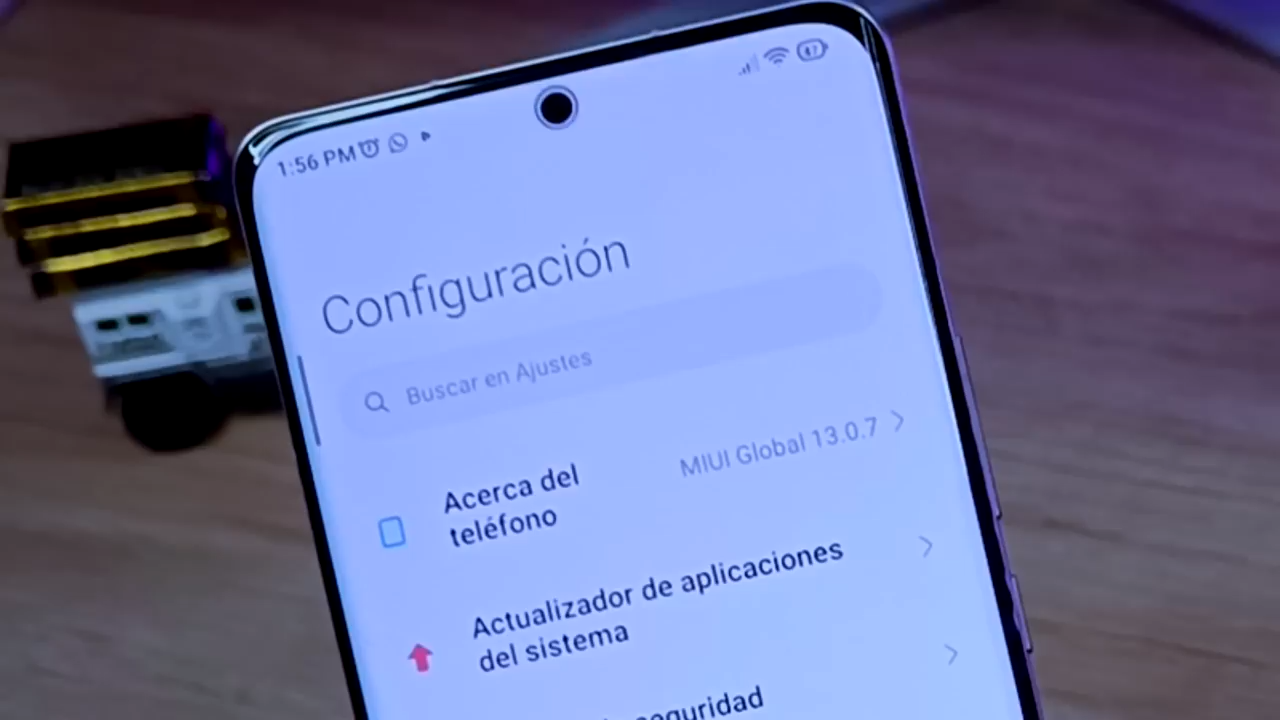 1:56 PM
47
Configuración
Buscar en Ajustes
Acerca del
teléfono
MIUI Global 13.0.7
Actualizador de aplicaciones
del sistema
seguridad